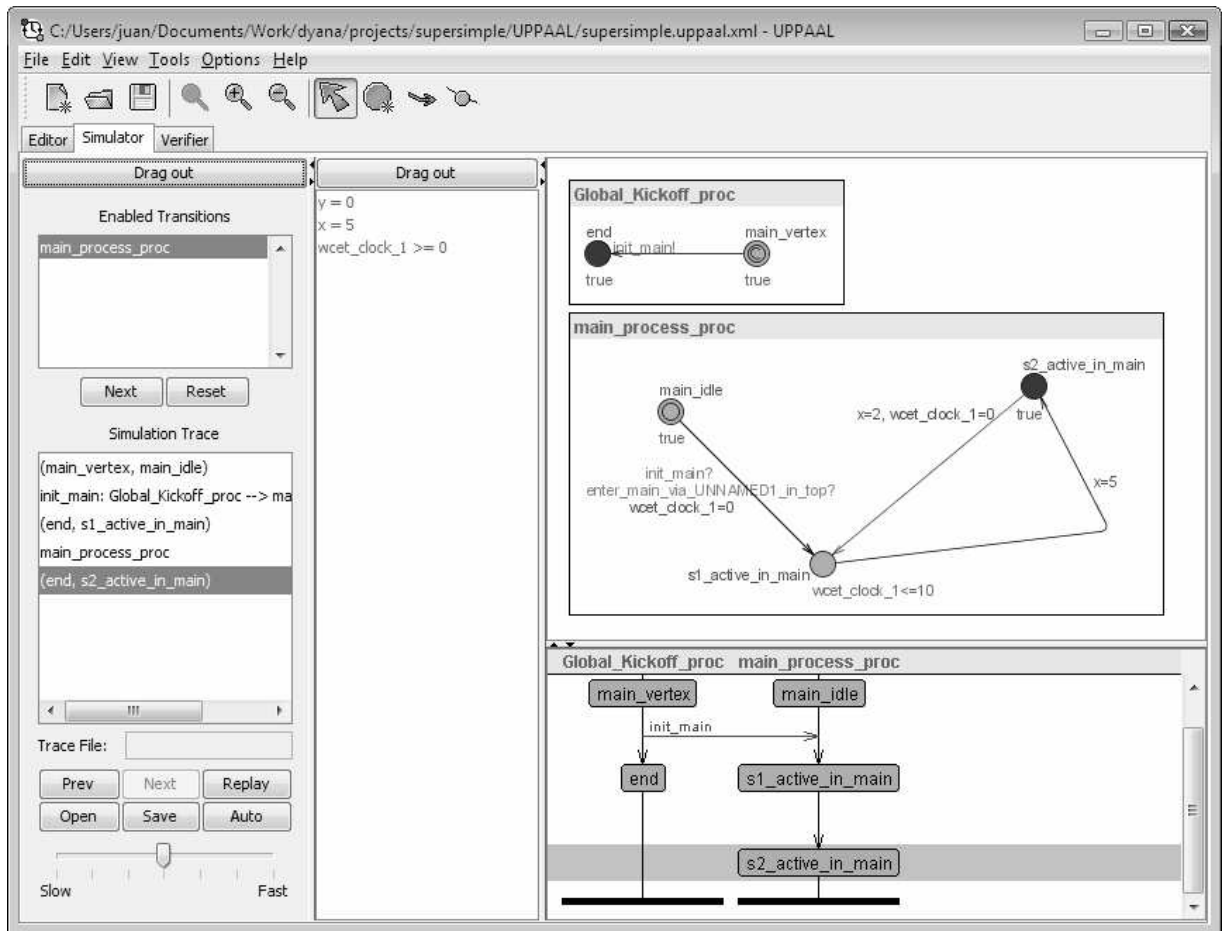 C:/Users/juan/Documents/Work/dyana/projects/supersimple/UPPAAL/supersimple.uppaal.xml - UPPAAL
File Edit View Tools Options Help
Editor Simulator Verifier
Drag out
Enabled Transitions
main_process_proc
Next Reset
Simulation Trace
(main_vertex, main_idle)
init_main: Global_Kickoff_proc --> ma
(end, s1_active_in_main)
main_process_proc
(end, s2_active_in_main)
Trace File:
Prev Next Replay
Open Save Auto
Slow Fast
Drag out
y = 0
x = 5
wcet_clock_1 >= 0
Global_Kickoff_proc
end main_vertex
init_main!
true true
main_process_proc
s2_active_in_main
main_idle
x=2, wcet_clock_1=0 true
true
init_main?
enter_main_via_UNNAMED1_in_top?
wcet_clock_1=0
x=5
s1_active_in_main
wcet_clock_1<=10
Global_Kickoff_proc main_process_proc
main_vertex main_idle
init_main
end s1_active_in_main
s2_active_in_main